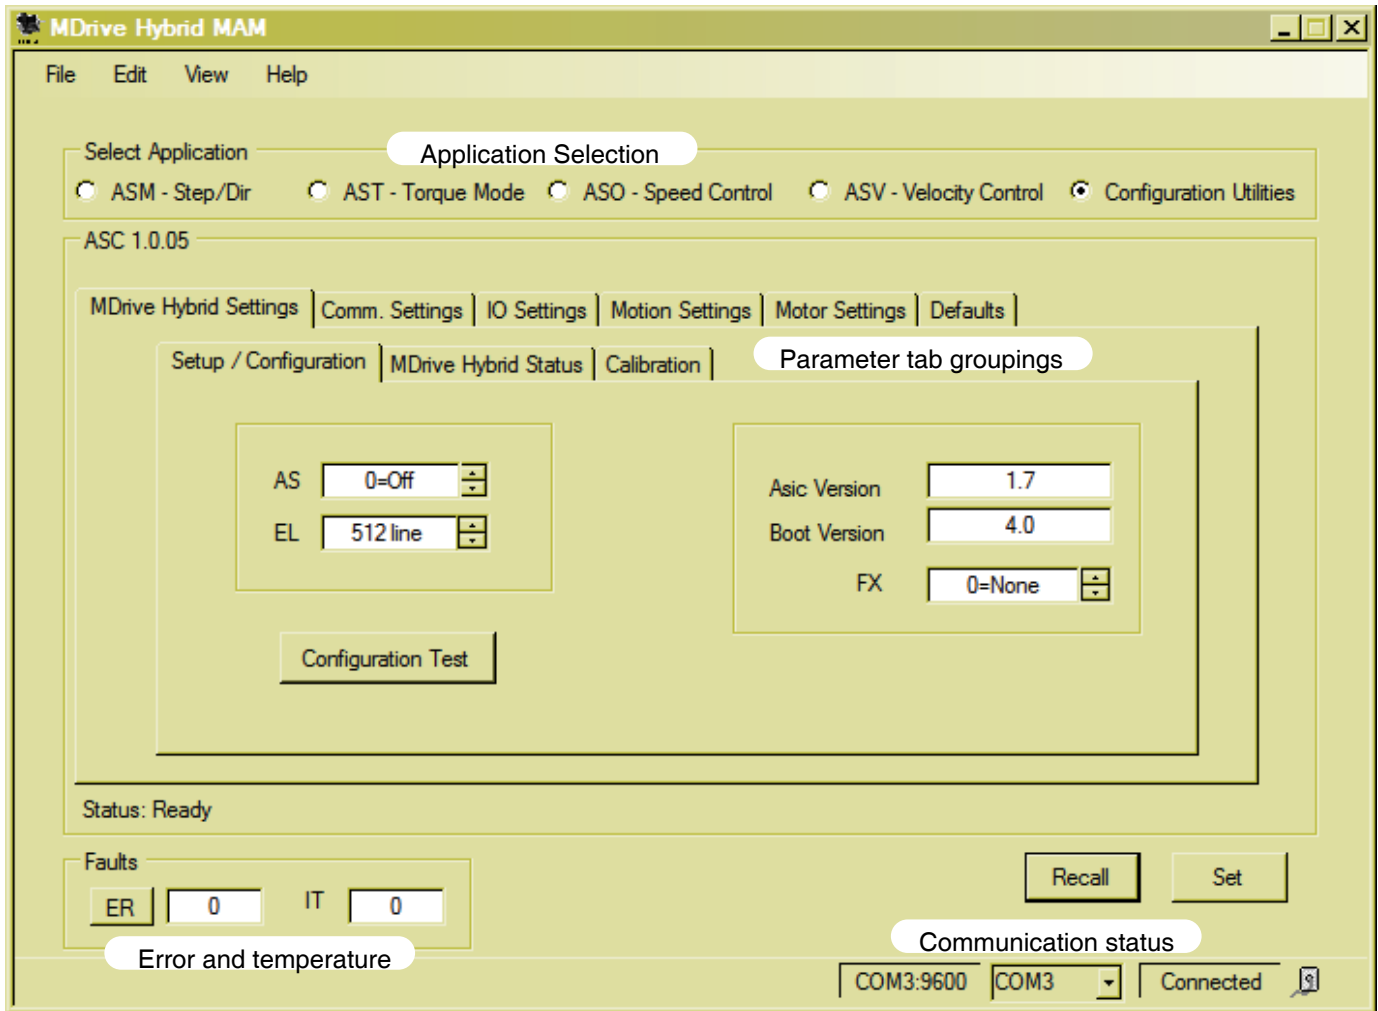 MDrive Hybrid MAM
File Edit View Help
Select Application
Application Selection
ASM - Step/Dir AST - Torque Mode ASO - Speed Control ASV - Velocity Control Configuration Utilities
ASC 1.0.05
MDrive Hybrid Settings Comm. Settings IO Settings Motion Settings Motor Settings Defaults
Setup / Configuration MDrive Hybrid Status Calibration
Parameter tab groupings
AS 0=Off
EL 512 line
Asic Version 1.7
Boot Version 4.0
FX 0=None
Configuration Test
Status: Ready
Faults
ER 0 IT 0
Error and temperature
Recall Set
Communication status
COM3:9600 COM3 Connected